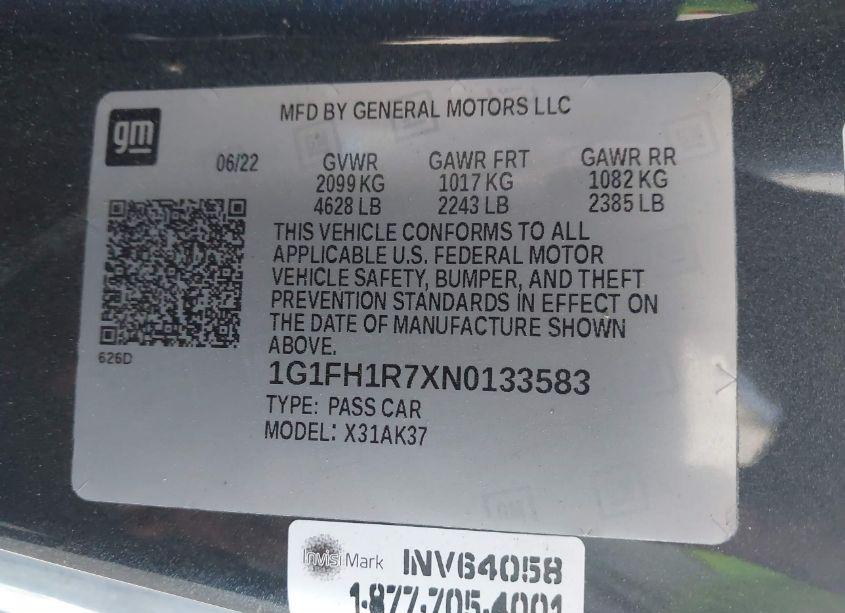 gm
MFD BY GENERAL MOTORS LLC
06/22 GVWR GAWR FRT GAWR RR
2099 KG 1017 KG 1082 KG
4628 LB 2243 LB 2385 LB
THIS VEHICLE CONFORMS TO ALL
APPLICABLE U.S. FEDERAL MOTOR
VEHICLE SAFETY, BUMPER, AND THEFT
PREVENTION STANDARDS IN EFFECT ON
THE DATE OF MANUFACTURE SHOWN
ABOVE.
626D
1G1FH1R7XN0133583
TYPE: PASS CAR
MODEL: X31AK37
InvisiMark INV64058
1-877-705-4001